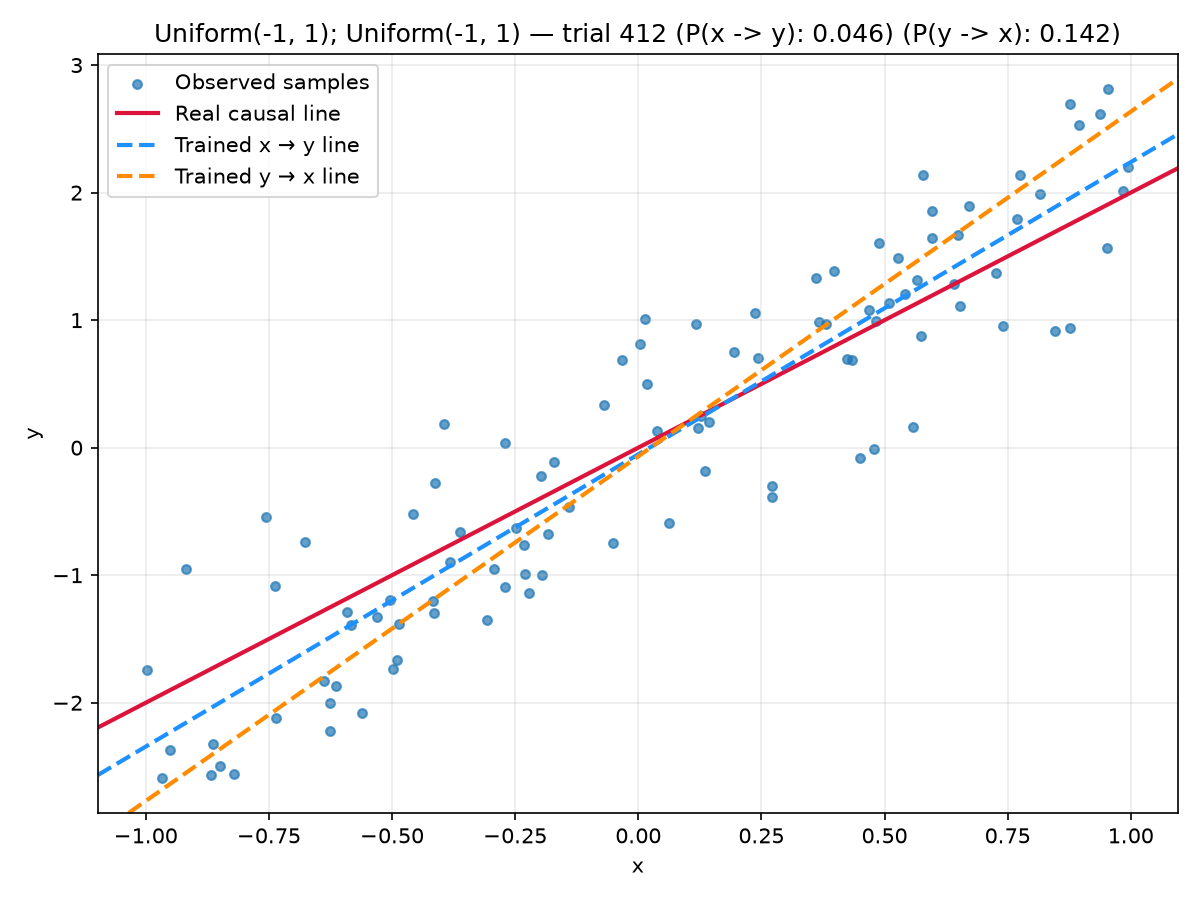 Uniform(-1, 1); Uniform(-1, 1) — trial 412 (P(x -> y): 0.046) (P(y -> x): 0.142)
Observed samples
Real causal line
Trained x → y line
Trained y → x line
3
2
1
0
−1
−2
y
−1.00 −0.75 −0.50 −0.25 0.00 0.25 0.50 0.75 1.00
x